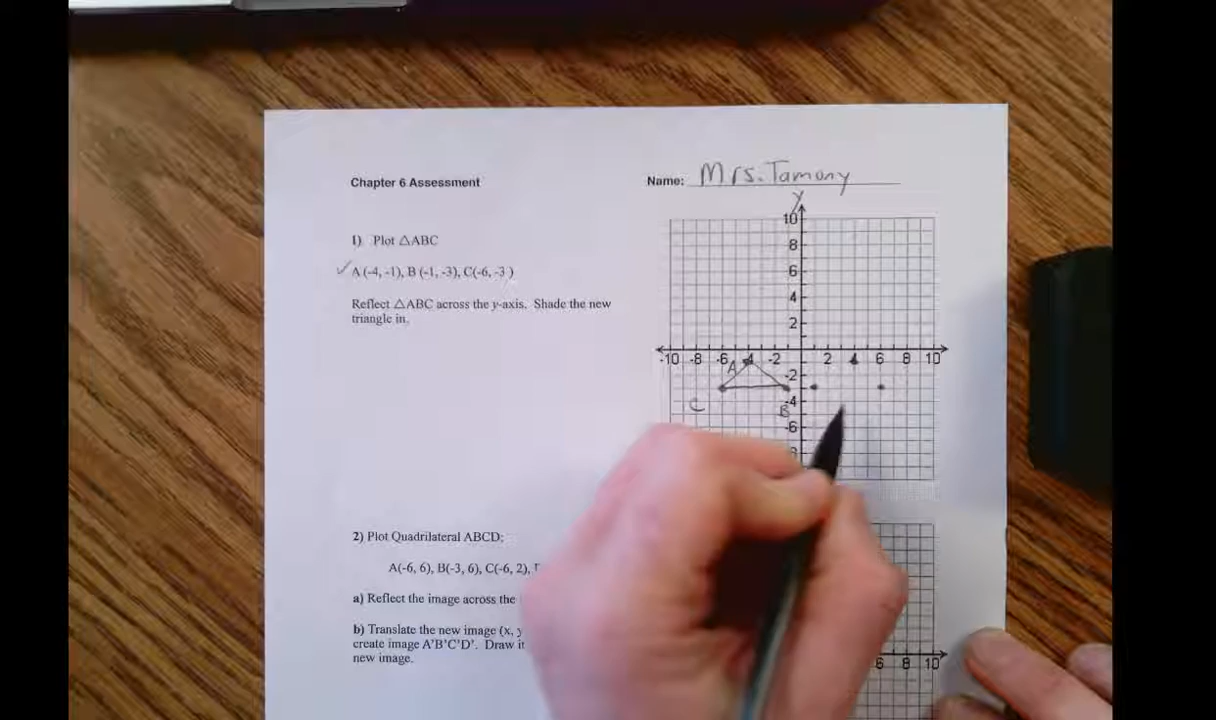 Chapter 6 Assessment
Name: Mrs. Tamony
y
1) Plot △ABC
✓A (-4, -1), B (-1, -3), C(-6, -3 )
Reflect △ABC across the y-axis. Shade the new
triangle in.
10
8
6
4
2
-10 -8 -6 -4 -2 2 4 6 8 10
A
-2
C B -4
-6
2) Plot Quadrilateral ABCD:
A(-6, 6), B(-3, 6), C(-6, 2),
a) Reflect the image across the
b) Translate the new image (x, y
create image A'B'C'D'. Draw it
new image.
6 8 10